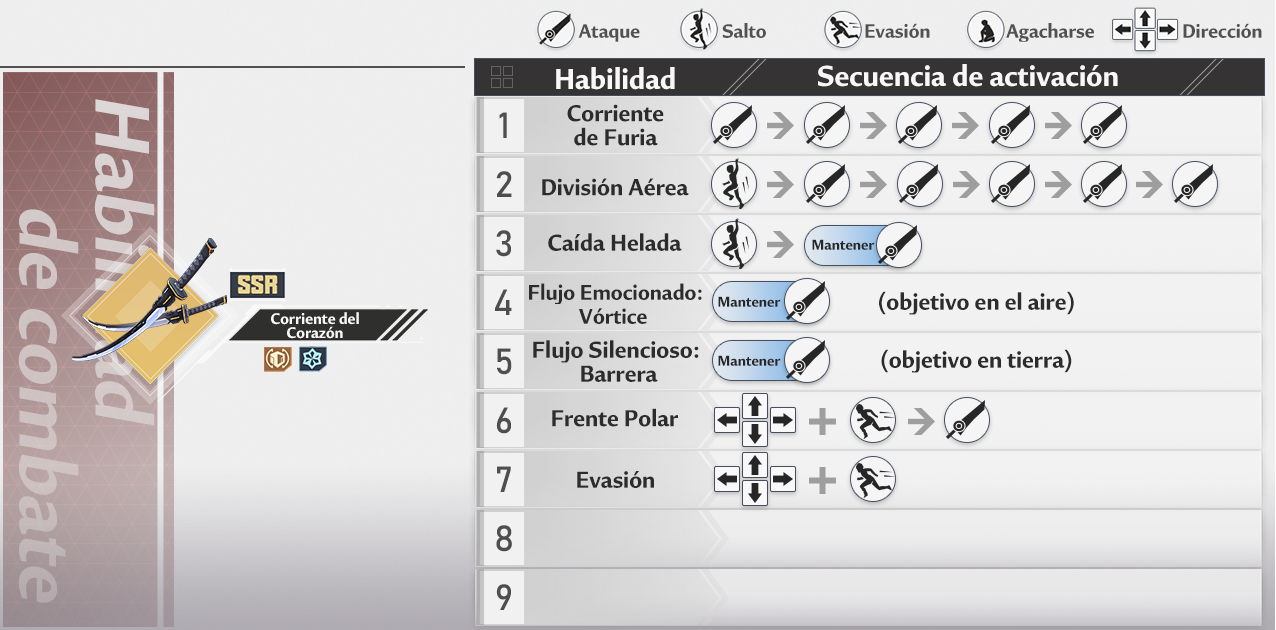 Ataque
Salto
Evasión
Agacharse
Dirección
Habilidad
de combate
SSR
Corriente del
Corazón
Habilidad
Secuencia de activación
1
Corriente
de Furia
2
División Aérea
3
Caída Helada
Mantener
4
Flujo Emocionado:
Vórtice
Mantener
(objetivo en el aire)
5
Flujo Silencioso:
Barrera
Mantener
(objetivo en tierra)
6
Frente Polar
7
Evasión
8
9